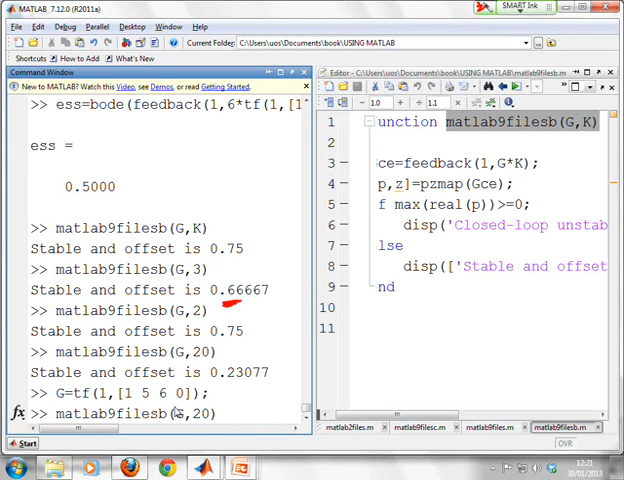 MATLAB 7.12.0 (R2011a)
SMART Ink
File Edit Debug Parallel Desktop Window Help
Current Folder: C:\Users\uos\Documents\book\USING MATLAB
Shortcuts How to Add What's New
Command Window
New to MATLAB? Watch this Video, see Demos, or read Getting Started.
>> ess=bode(feedback(1,6*tf(1,[1
ess =
0.5000
>> matlab9filesb(G,K)
Stable and offset is 0.75
>> matlab9filesb(G,3)
Stable and offset is 0.66667
>> matlab9filesb(G,2)
Stable and offset is 0.75
>> matlab9filesb(G,20)
Stable and offset is 0.23077
>> G=tf(1,[1 5 6 0]);
fx >> matlab9filesb(G,20)
Editor - C:\Users\uos\Documents\book\matlab9filesb.m
1.0 1.1
1 unction matlab9filesb(G,K)
2
3 ce=feedback(1,G*K);
4 p,z]=pzmap(Gce);
5 f max(real(p))>=0;
6 disp('Closed-loop unstab
7 lse
8 disp(['Stable and offset
9 nd
10
11
matlab2files.m matlab9filesc.m matlab9files.m matlab9filesb.m
Start
OVR
12:21
30/01/2013